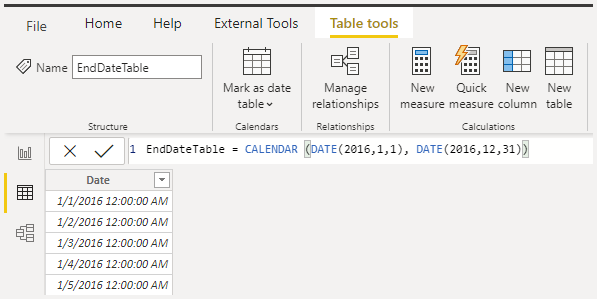 File Home Help External Tools Table tools
Name EndDateTable
Mark as date table
Manage relationships
New measure
Quick measure
New column
New table
Structure Calendars Relationships Calculations
1 EndDateTable = CALENDAR (DATE(2016,1,1), DATE(2016,12,31))
Date
1/1/2016 12:00:00 AM
1/2/2016 12:00:00 AM
1/3/2016 12:00:00 AM
1/4/2016 12:00:00 AM
1/5/2016 12:00:00 AM